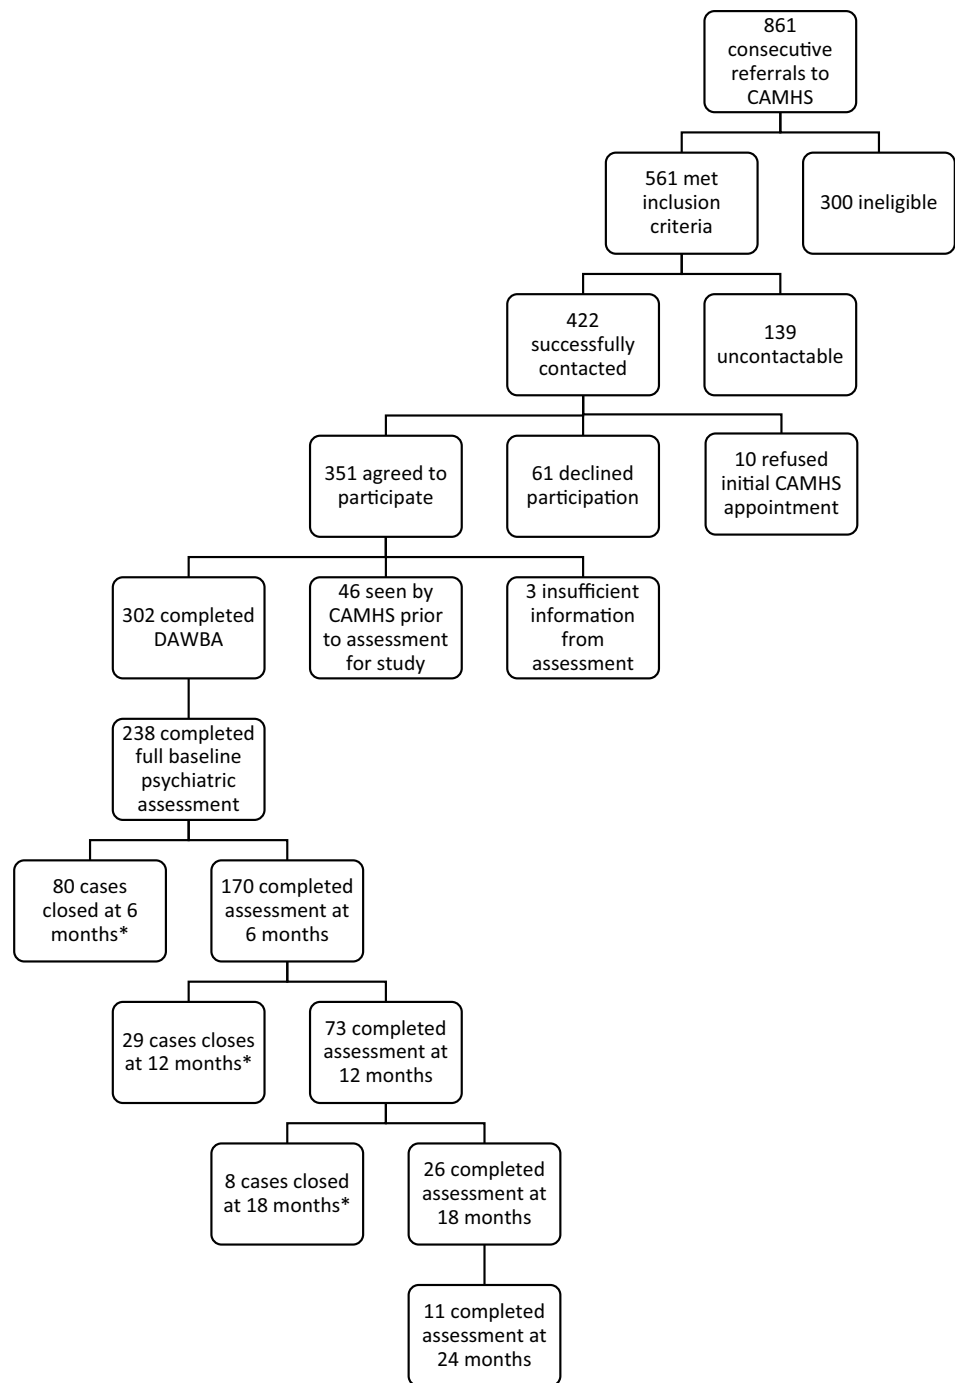 861
consecutive
referrals to
CAMHS
561 met
inclusion
criteria
300 ineligible
422
successfully
contacted
139
uncontactable
351 agreed to
participate
61 declined
participation
10 refused
initial CAMHS
appointment
302 completed
DAWBA
46 seen by
CAMHS prior
to assessment
for study
3 insufficient
information
from
assessment
238 completed
full baseline
psychiatric
assessment
80 cases
closed at 6
months*
170 completed
assessment at
6 months
29 cases closes
at 12 months*
73 completed
assessment at
12 months
8 cases closed
at 18 months*
26 completed
assessment at
18 months
11 completed
assessment at
24 months